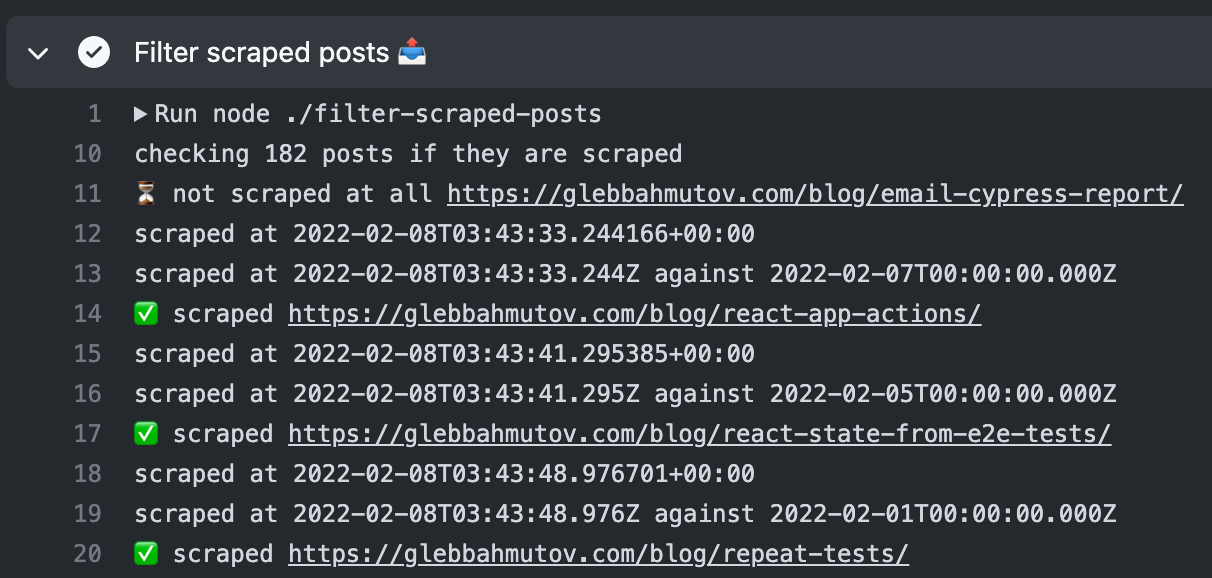 Filter scraped posts 📤
1 ▶ Run node ./filter-scraped-posts
10 checking 182 posts if they are scraped
11 ⏳ not scraped at all https://glebbahmutov.com/blog/email-cypress-report/
12 scraped at 2022-02-08T03:43:33.244166+00:00
13 scraped at 2022-02-08T03:43:33.244Z against 2022-02-07T00:00:00.000Z
14 ✅ scraped https://glebbahmutov.com/blog/react-app-actions/
15 scraped at 2022-02-08T03:43:41.295385+00:00
16 scraped at 2022-02-08T03:43:41.295Z against 2022-02-05T00:00:00.000Z
17 ✅ scraped https://glebbahmutov.com/blog/react-state-from-e2e-tests/
18 scraped at 2022-02-08T03:43:48.976701+00:00
19 scraped at 2022-02-08T03:43:48.976Z against 2022-02-01T00:00:00.000Z
20 ✅ scraped https://glebbahmutov.com/blog/repeat-tests/